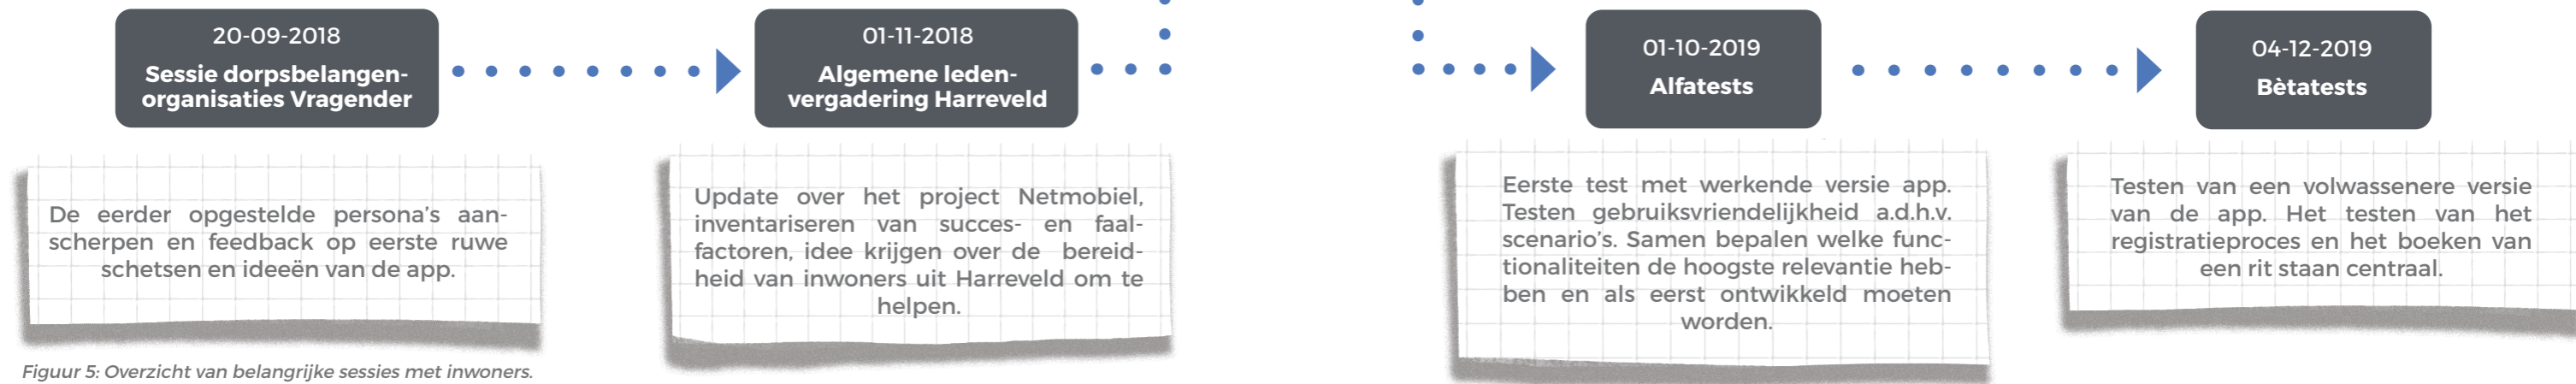 20-09-2018
Sessie dorpsbelangen-
organisaties Vragender
De eerder opgestelde persona's aan-
scherpen en feedback op eerste ruwe
schetsen en ideeën van de app.
01-11-2018
Algemene leden-
vergadering Harreveld
Update over het project Netmobiel,
inventariseren van succes- en faal-
factoren, idee krijgen over de bereid-
heid van inwoners uit Harreveld om te
helpen.
01-10-2019
Alfatests
Eerste test met werkende versie app.
Testen gebruiksvriendelijkheid a.d.h.v.
scenario's. Samen bepalen welke func-
tionaliteiten de hoogste relevantie heb-
ben en als eerst ontwikkeld moeten
worden.
04-12-2019
Bètatests
Testen van een volwassenere versie
van de app. Het testen van het
registratieproces en het boeken van
een rit staan centraal.
Figuur 5: Overzicht van belangrijke sessies met inwoners.